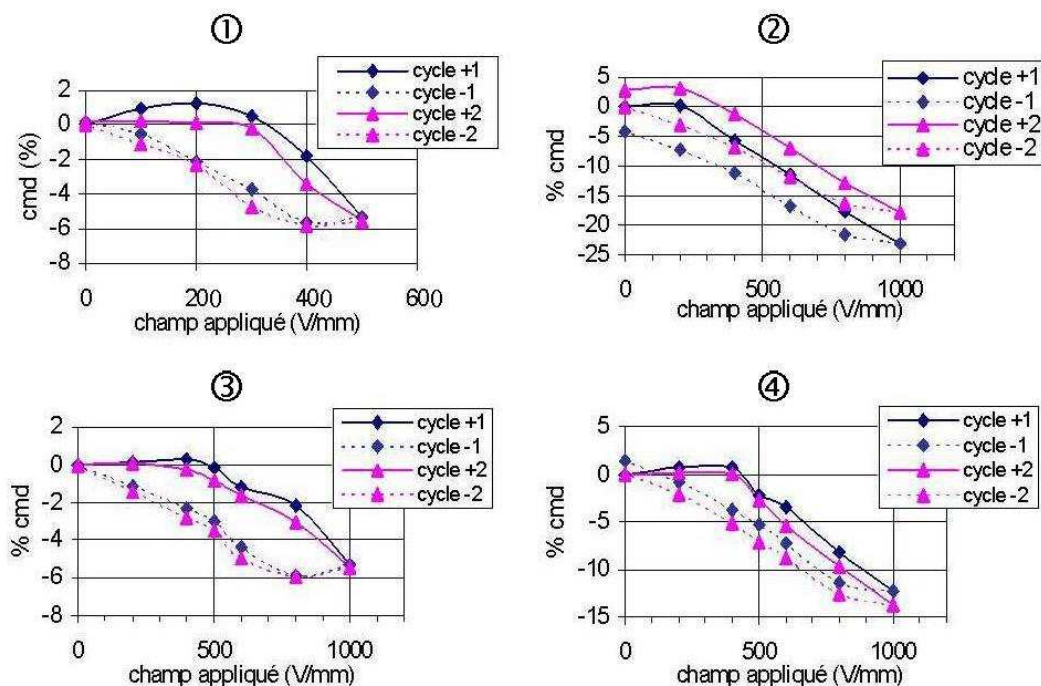 ①
cycle +1
cycle -1
cycle +2
cycle -2
2
0
-2
-4
-6
-8
cmd (%)
0 200 400 600
champ appliqué (V/mm)
②
cycle +1
cycle -1
cycle +2
cycle -2
5
0
-5
-10
-15
-20
-25
% cmd
0 500 1000
champ appliqué (V/mm)
③
cycle +1
cycle -1
cycle +2
cycle -2
2
0
-2
-4
-6
-8
% cmd
0 500 1000
champ appliqué (V/mm)
④
cycle +1
cycle -1
cycle +2
cycle -2
5
0
-5
-10
-15
% cmd
0 500 1000
champ appliqué (V/mm)